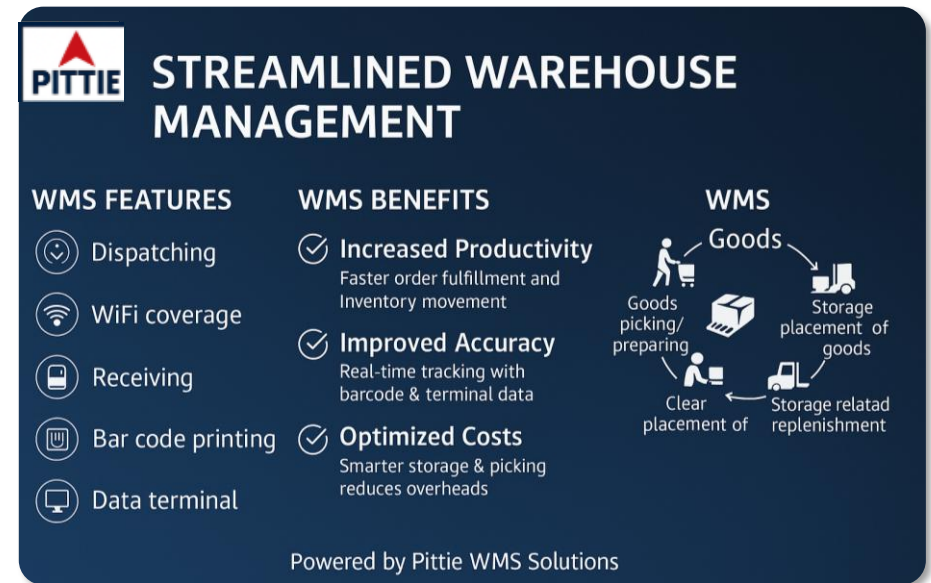 PITTIE
STREAMLINED WAREHOUSE
MANAGEMENT
WMS FEATURES
Dispatching
WiFi coverage
Receiving
Bar code printing
Data terminal
WMS BENEFITS
Increased Productivity
Faster order fulfillment and
Inventory movement
Improved Accuracy
Real-time tracking with
barcode & terminal data
Optimized Costs
Smarter storage & picking
reduces overheads
WMS
Goods
Storage
placement of
goods
Storage relatad
replenishment
Clear
placement of
Goods
picking/
preparing
Powered by Pittie WMS Solutions